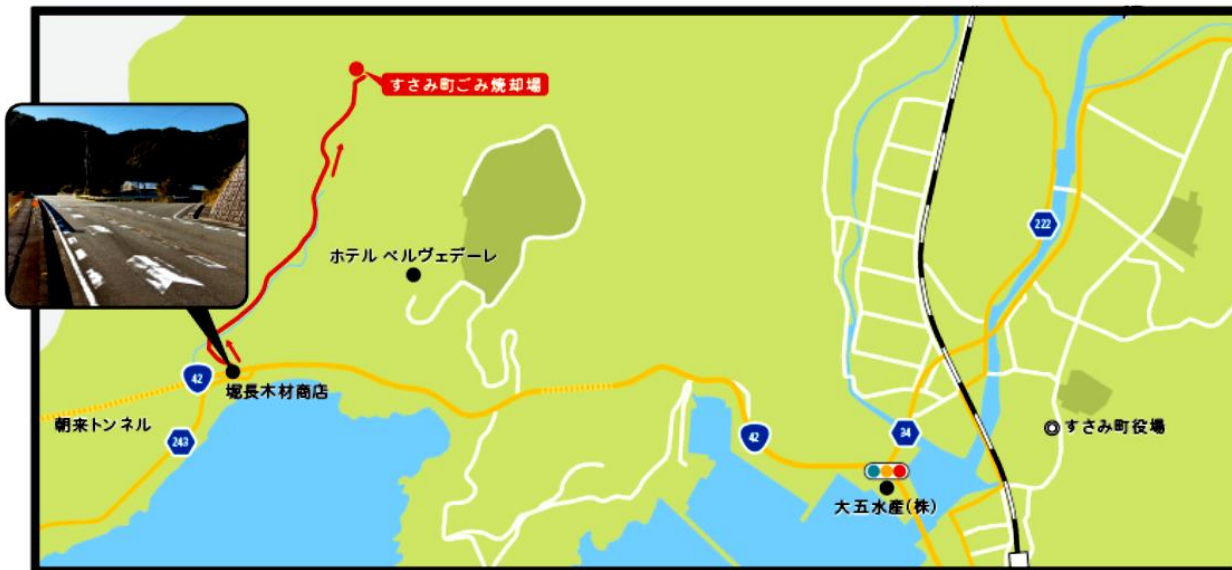 すさみ町ごみ焼却場
222
ホテル ベルヴェデーレ
42
堀長木材商店
朝来トンネル
243
42
34
すさみ町役場
大五水産(株)